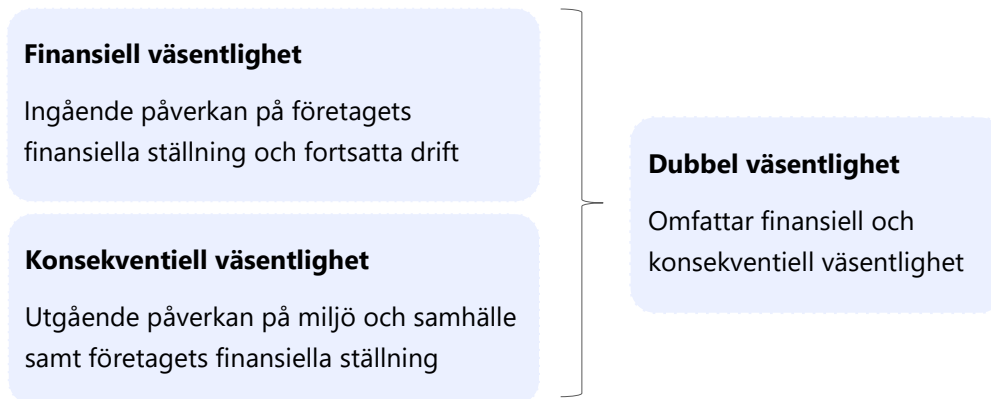 Finansiell väsentlighet
Ingående påverkan på företagets
finansiella ställning och fortsatta drift
Konsekventiell väsentlighet
Utgående påverkan på miljö och samhälle
samt företagets finansiella ställning
Dubbel väsentlighet
Omfattar finansiell och
konsekventiell väsentlighet